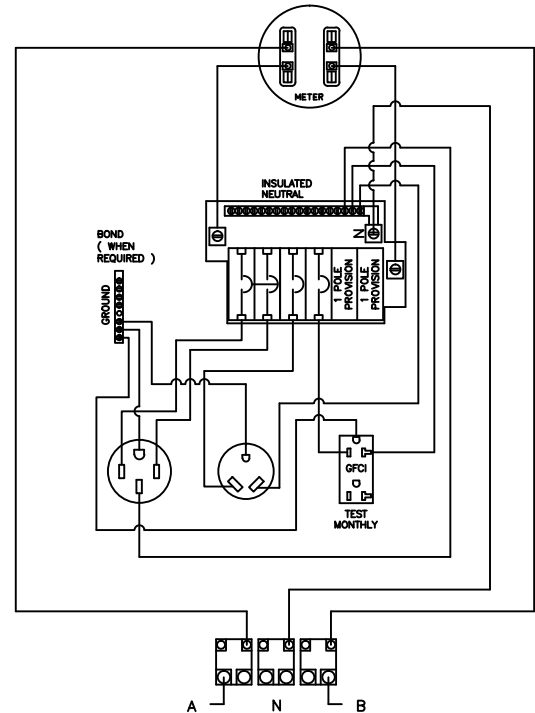 METER
INSULATED
NEUTRAL
BOND
( WHEN
REQUIRED )
N
GROUND
1 POLE
PROVISION
1 POLE
PROVISION
GFCI
TEST
MONTHLY
A
N
B